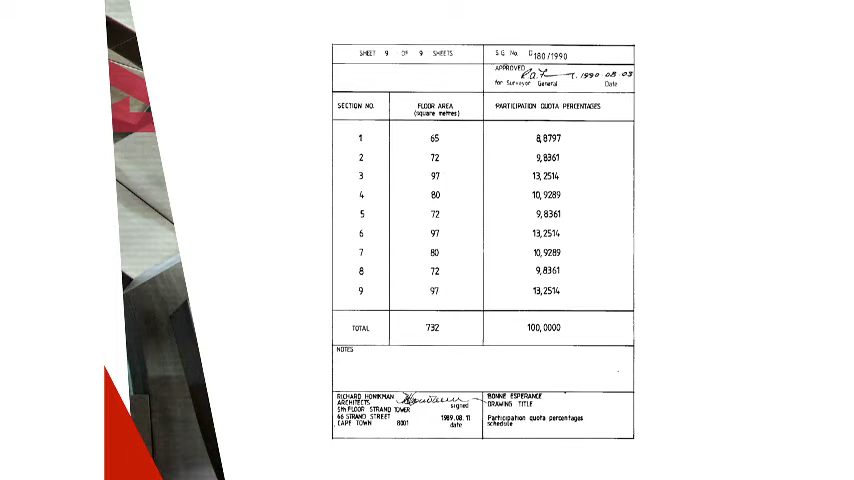 SHEET 9 OF 9 SHEETS
S.G. No. D180/1990
APPROVED
1990.08.03
for Surveyor General Date
SECTION NO. FLOOR AREA PARTICIPATION QUOTA PERCENTAGES
(square metres)
1 65 8,8797
2 72 9,8361
3 97 13,2514
4 80 10,9289
5 72 9,8361
6 97 13,2514
7 80 10,9289
8 72 9,8361
9 97 13,2514
TOTAL 732 100,0000
NOTES
RICHARD HONIKMAN
ARCHITECTS signed
5th FLOOR STRAND TOWER
66 STRAND STREET 1989.08.11
CAPE TOWN 8001 date
BONNE ESPERANCE
DRAWING TITLE
Participation quota percentages
schedule